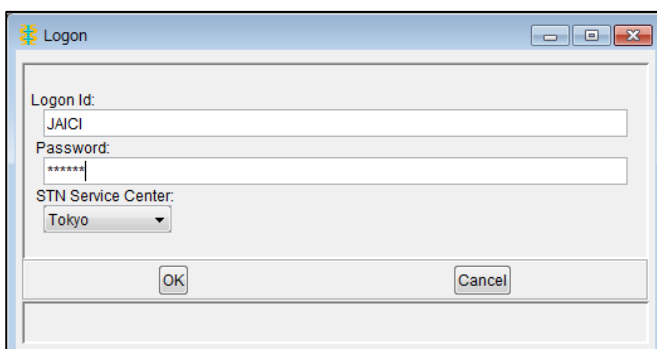 Logon
Logon Id:
JAICI
Password:
******
STN Service Center:
Tokyo
OK Cancel